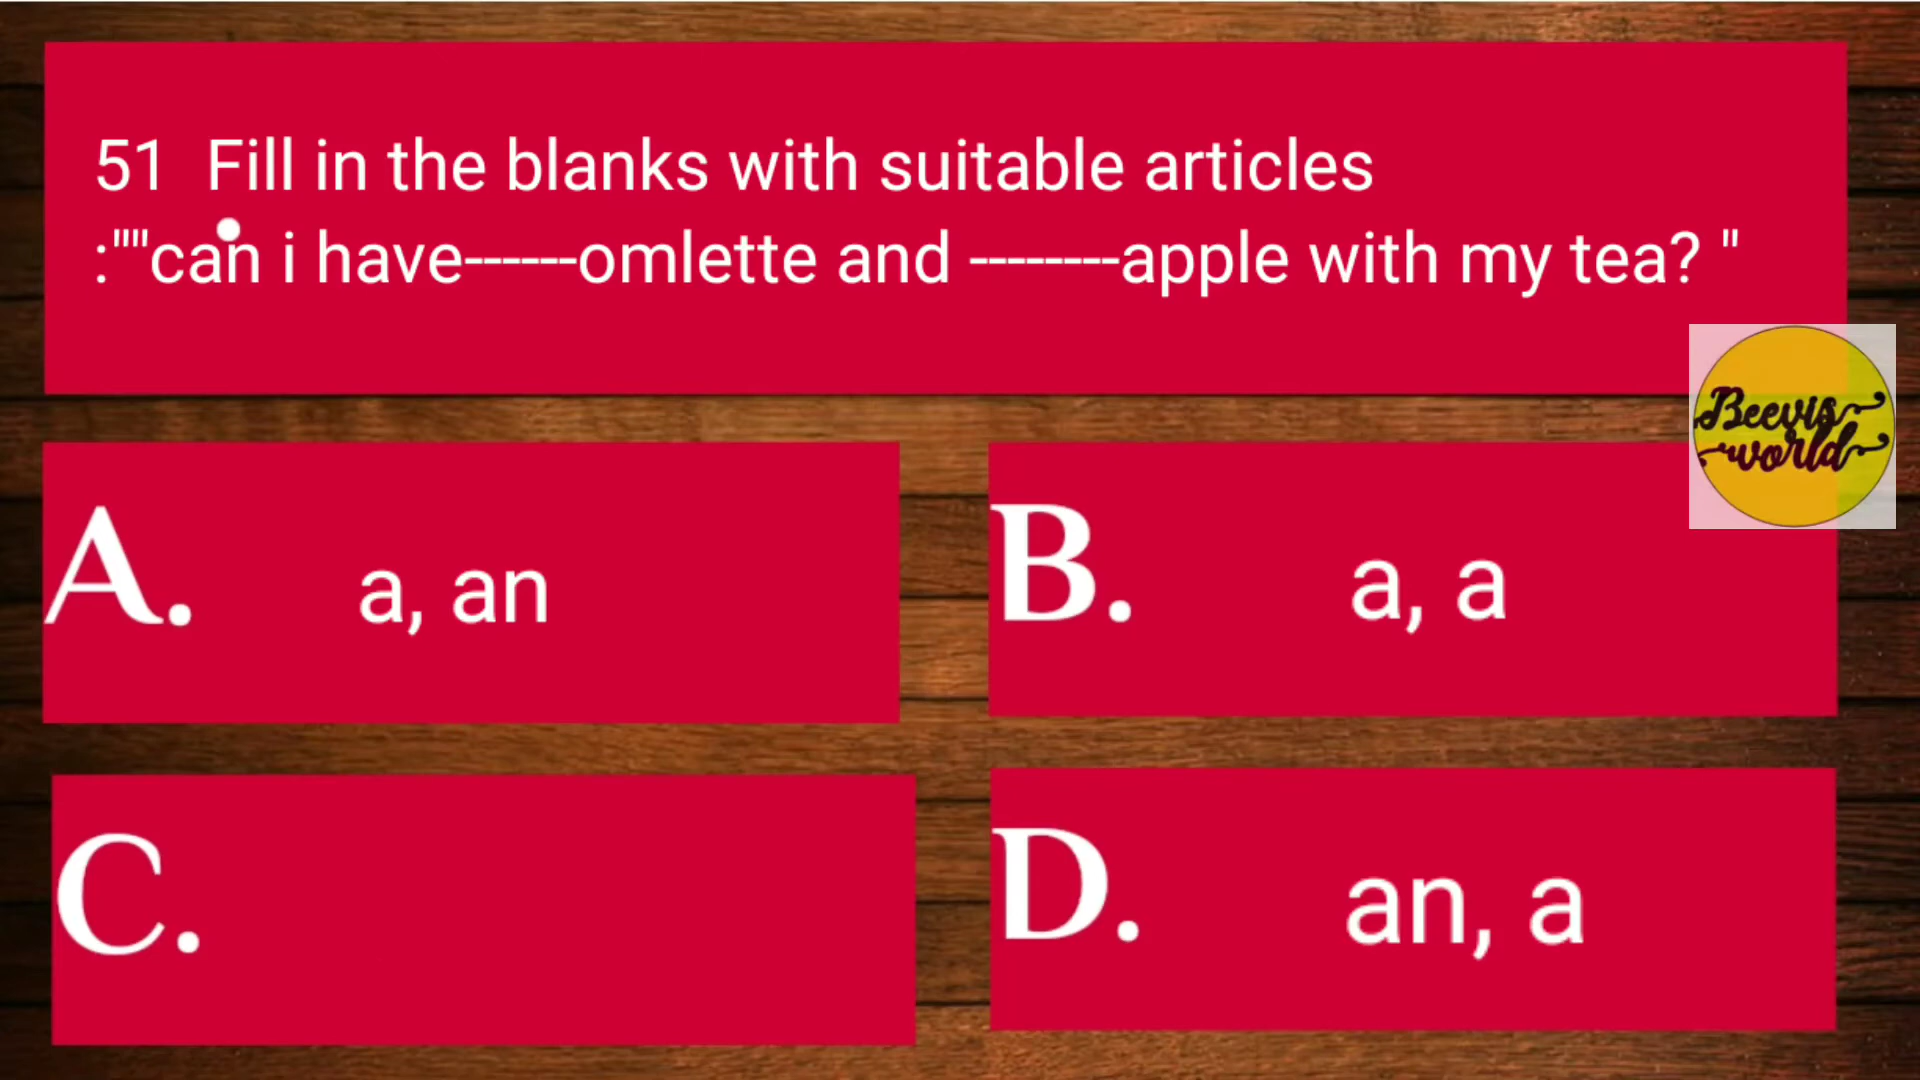 51 Fill in the blanks with suitable articles
:""can i have------omlette and --------apple with my tea? "
Beevis
world
A. a, an
B. a, a
C.
D. an, a